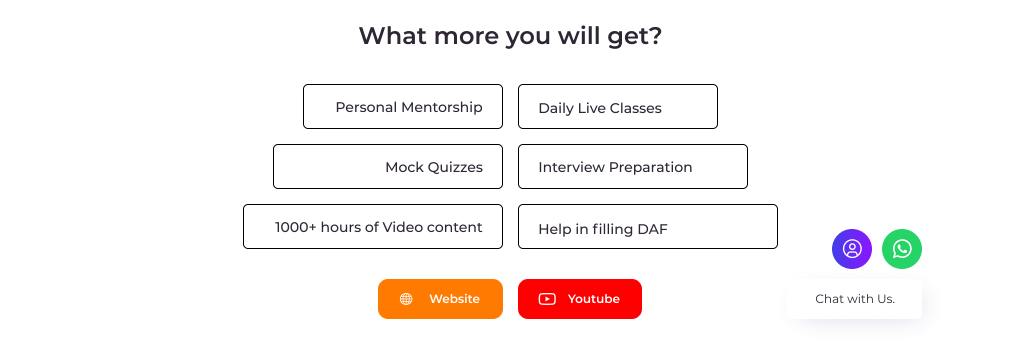 What more you will get?
Personal Mentorship
Daily Live Classes
Mock Quizzes
Interview Preparation
1000+ hours of Video content
Help in filling DAF
Website
Youtube
Chat with Us.